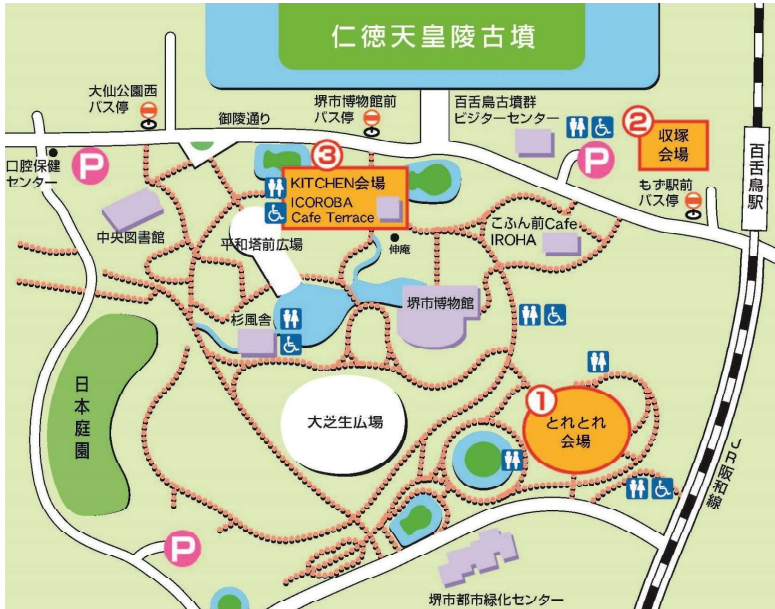 仁徳天皇陵古墳
大仙公園西
バス停
御陵通り
堺市博物館前
バス停
百舌鳥古墳群
ビジターセンター
②
収塚
会場
百舌鳥駅
口腔保健
センター
P
③
KITCHEN会場
ICOROBA
Cafe Terrace
P
もず駅前
バス停
中央図書館
平和塔前広場
伸庵
こふん前Cafe
IROHA
杉風舎
堺市博物館
日本庭園
大芝生広場
①
とれとれ
会場
JR阪和線
P
堺市都市緑化センター